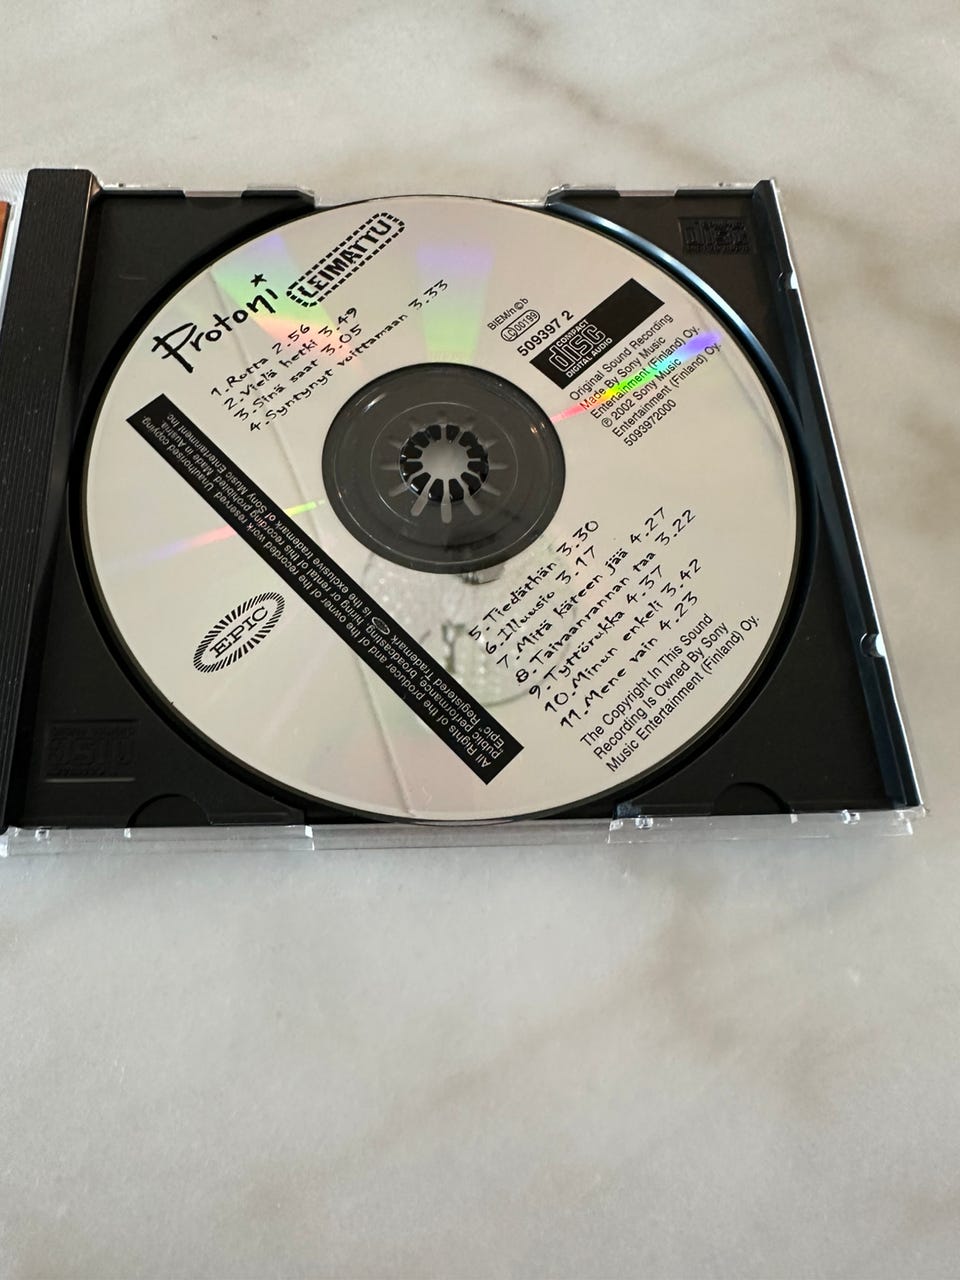 Protoni
LEIMATTU
1. Rotta 2.56
2. Vielä hetki 3.49
3. Sinä saat 3.05
4. Syntynyt voittamaan 3.33
BIEM/n©b
LC00199
509397 2
COMPACT
disc
DIGITAL AUDIO
Original Sound Recording
Made By Sony Music
Entertainment (Finland) Oy.
℗ 2002 Sony Music
Entertainment (Finland) Oy.
5093972000
All Rights of the producer and of the owner of the recorded work reserved Unauthorised copying,
public performance, broadcasting, hiring or rental of this recording prohibited Made in Austria
"Epic" Registered Trademark is the exclusive trademark of Sony Music Entertainment Inc
EPIC
5. Tiedäthän 3.30
6. Illuusio 3.17
7. Mitä käteen jää 4.27
8. Taivaanrannan taa 3.22
9. Tyttörukka 4.37
10. Minun enkeli 3.42
11. Mene vain 4.23
The Copyright In This Sound
Recording Is Owned By Sony
Music Entertainment (Finland) Oy.